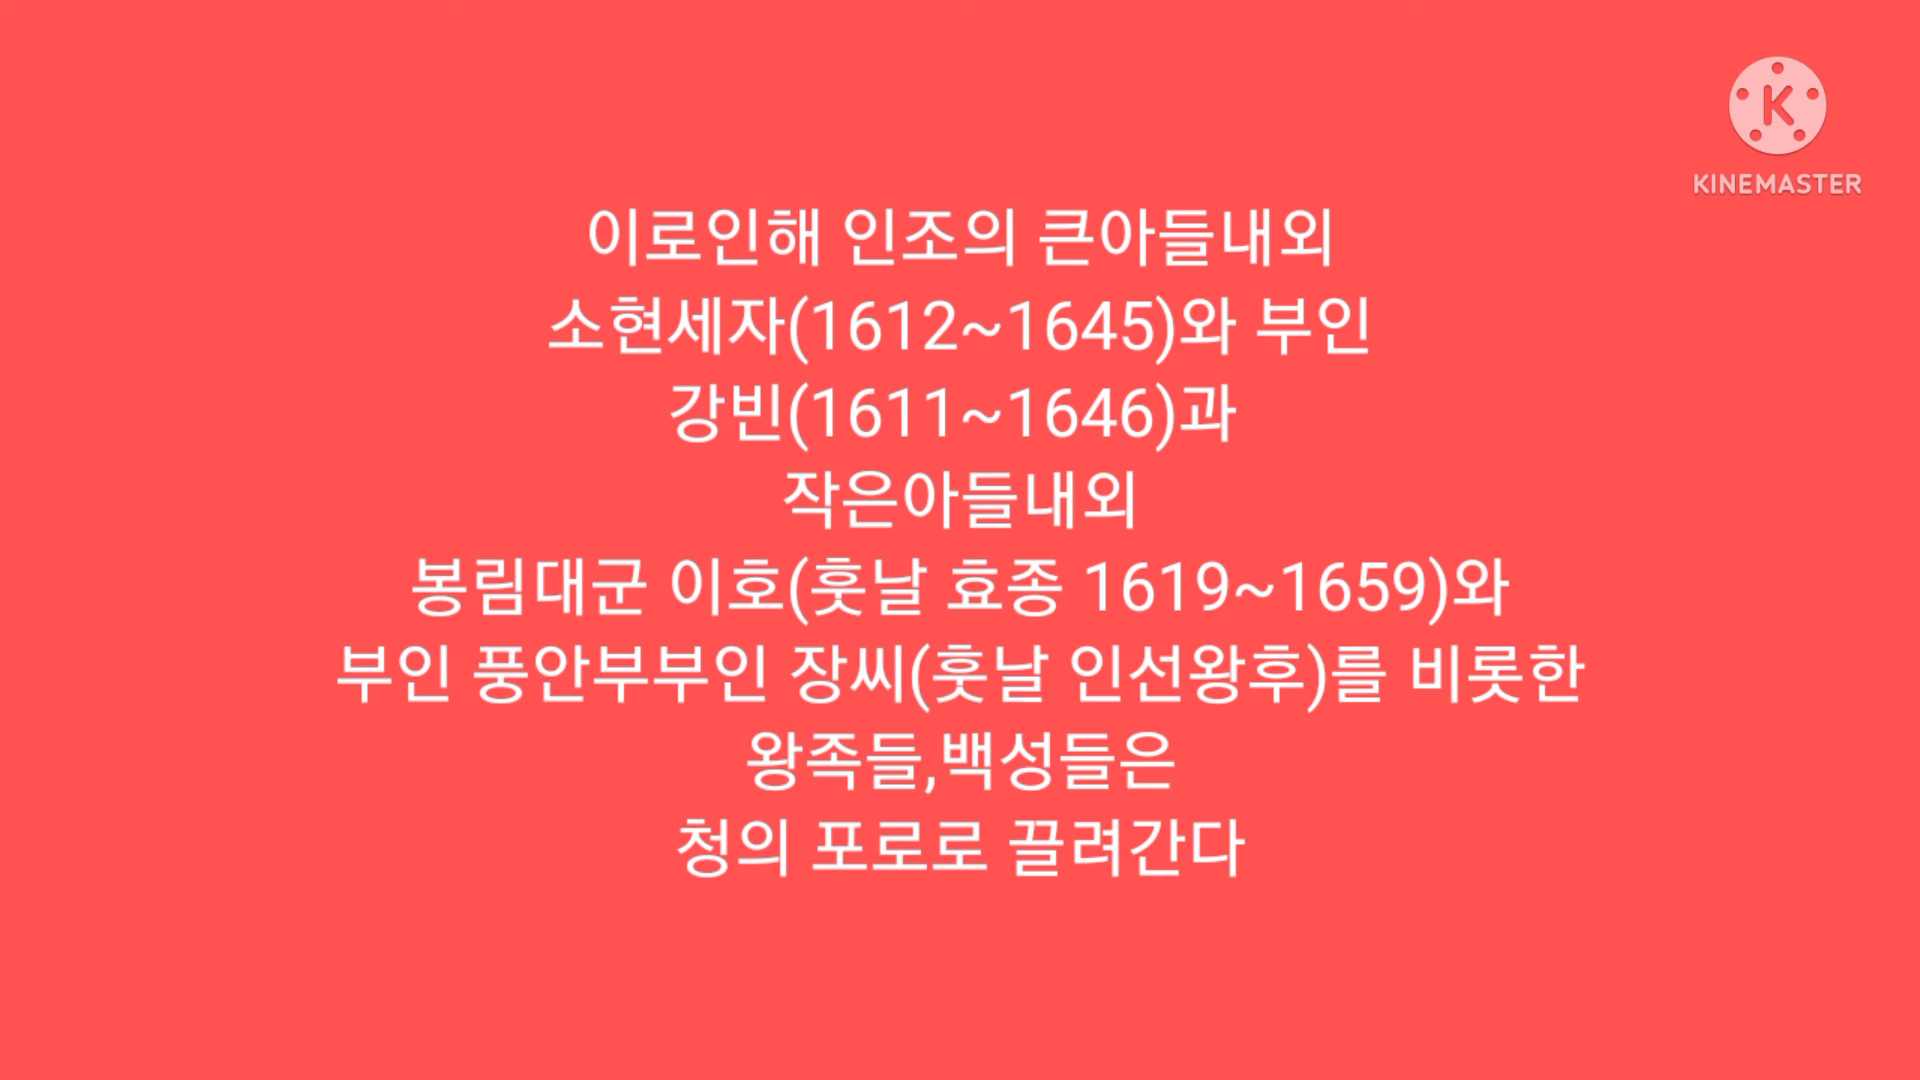 KINEMASTER
이로인해 인조의 큰아들내외
소현세자(1612~1645)와 부인
강빈(1611~1646)과
작은아들내외
봉림대군 이호(훗날 효종 1619~1659)와
부인 풍안부부인 장씨(훗날 인선왕후)를 비롯한
왕족들,백성들은
청의 포로로 끌려간다